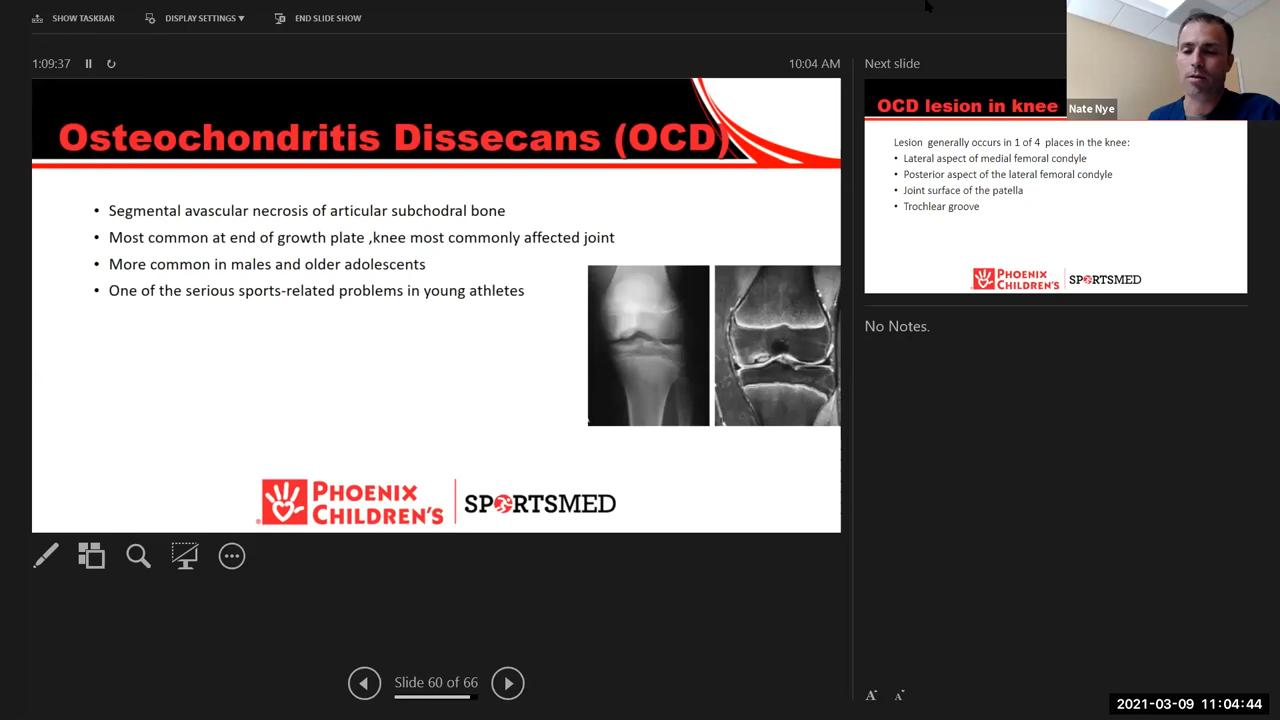 SHOW TASKBAR
DISPLAY SETTINGS ▼
END SLIDE SHOW
1:09:37
10:04 AM
Osteochondritis Dissecans (OCD)
• Segmental avascular necrosis of articular subchodral bone
• Most common at end of growth plate ,knee most commonly affected joint
• More common in males and older adolescents
• One of the serious sports-related problems in young athletes
PHOENIX
CHILDREN'S
SPORTSMED
Slide 60 of 66
Next slide
OCD lesion in knee
Lesion generally occurs in 1 of 4 places in the knee:
• Lateral aspect of medial femoral condyle
• Posterior aspect of the lateral femoral condyle
• Joint surface of the patella
• Trochlear groove
PHOENIX
CHILDREN'S
SPORTSMED
No Notes.
Nate Nye
A A
2021-03-09 11:04:44